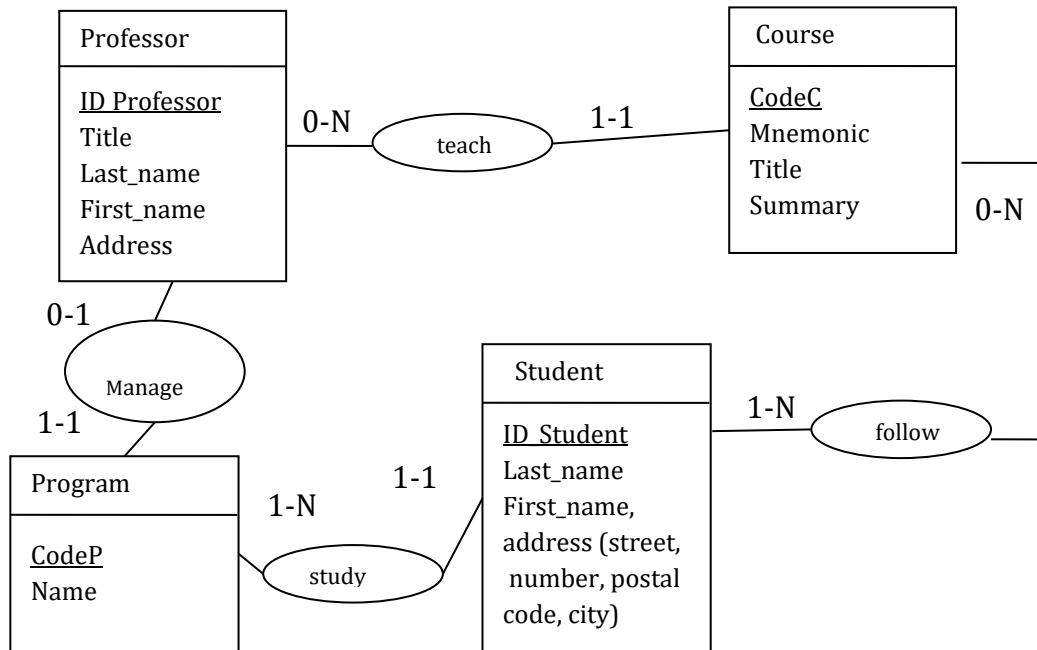 Professor
ID Professor
Title
Last_name
First_name
Address
0-N
teach
1-1
Course
CodeC
Mnemonic
Title
Summary
0-N
0-1
Manage
1-1
Program
CodeP
Name
1-N
study
1-1
Student
ID_Student
Last_name
First_name,
address (street,
number, postal
code, city)
1-N
follow